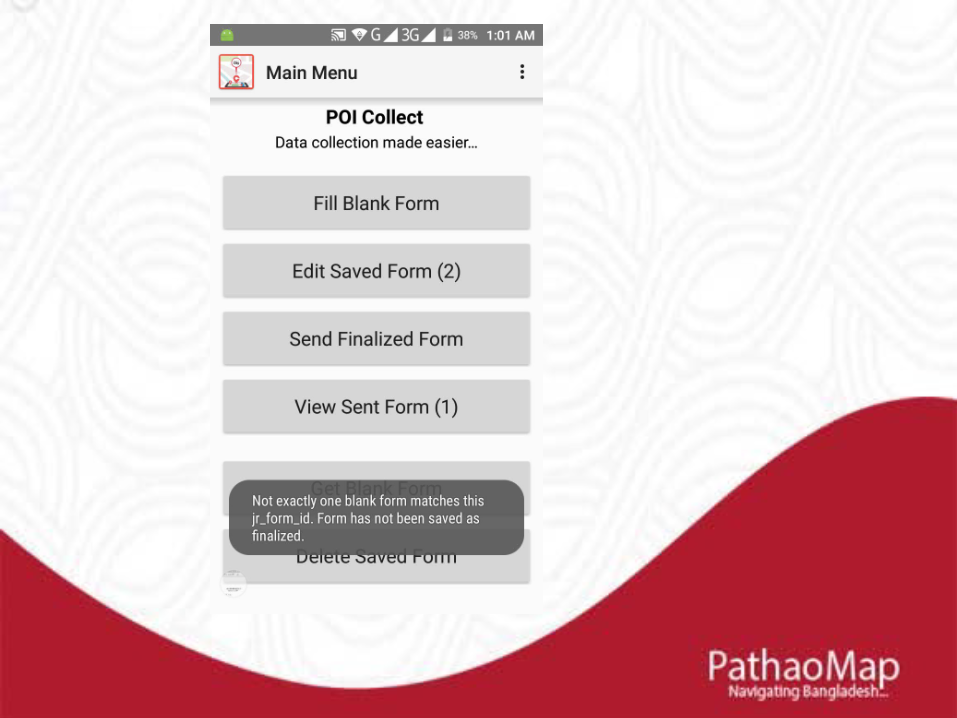 G 3G 38% 1:01 AM
Main Menu
POI Collect
Data collection made easier...
Fill Blank Form
Edit Saved Form (2)
Send Finalized Form
View Sent Form (1)
Get Blank Form
Not exactly one blank form matches this
jr_form_id. Form has not been saved as
finalized.
Delete Saved Form
PathaoMap
Navigating Bangladesh...